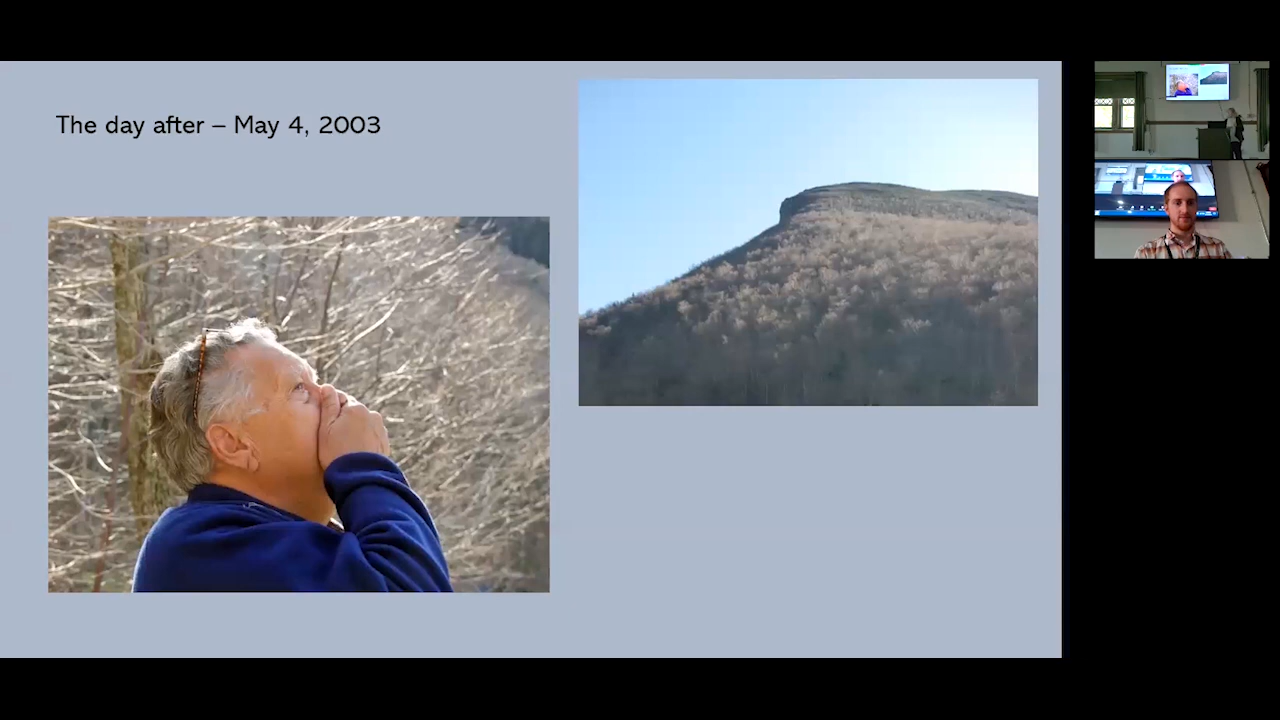 The day after – May 4, 2003